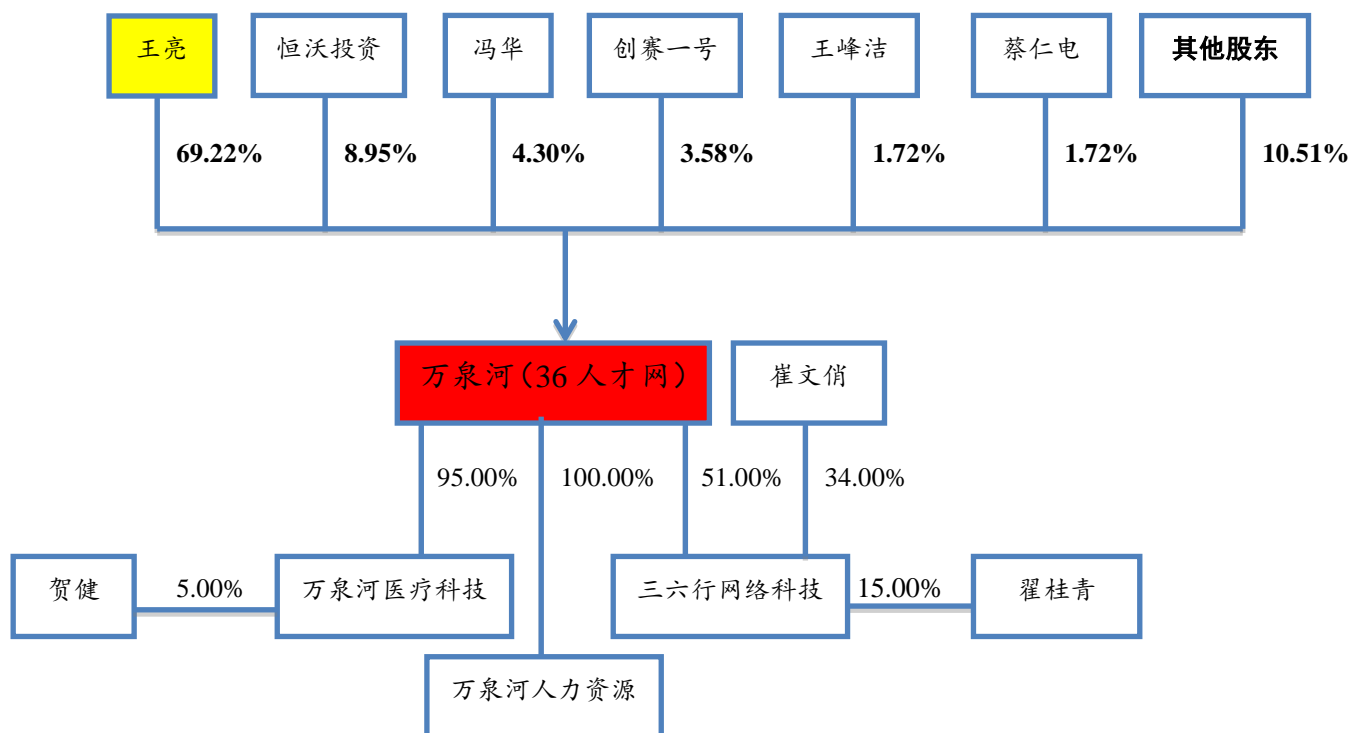 王亮
恒沃投资
冯华
创赛一号
王峰洁
蔡仁电
其他股东
69.22%
8.95%
4.30%
3.58%
1.72%
1.72%
10.51%
万泉河（36 人才网）
崔文俏
95.00%
100.00%
51.00%
34.00%
贺健
5.00%
万泉河医疗科技
三六行网络科技
15.00%
翟桂青
万泉河人力资源